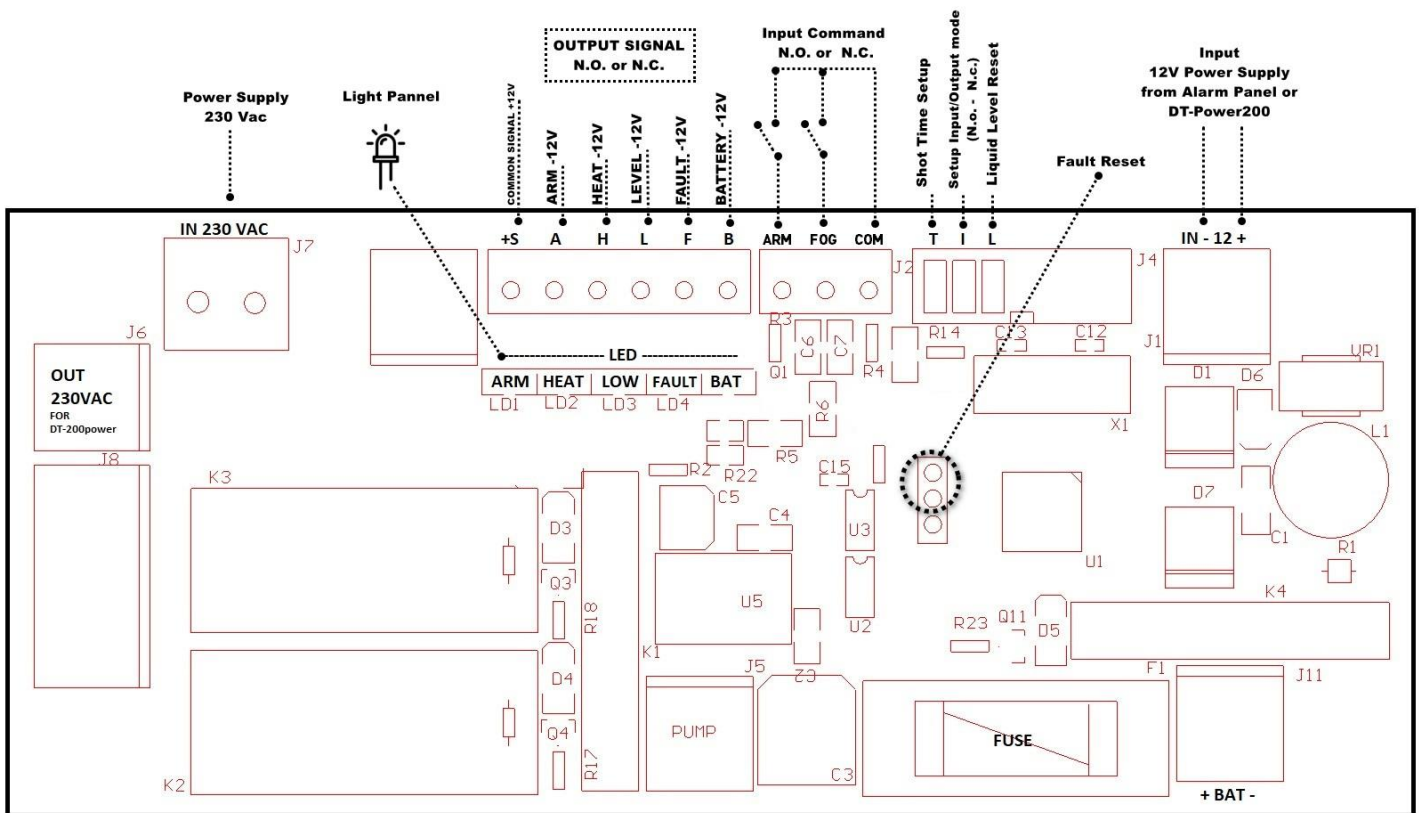 OUTPUT SIGNAL
N.O. or N.C.
Input Command
N.O. or N.C.
Input
12V Power Supply
from Alarm Panel or
DT-Power200
Power Supply
230 Vac
Light Pannel
COMMON SIGNAL +12V
ARM -12V
HEAT -12V
LEVEL -12V
FAULT -12V
BATTERY -12V
Shot Time Setup
Setup Input/Output mode
(N.o. - N.c.)
Liquid Level Reset
Fault Reset
IN 230 VAC
+S A H L F B
ARM FOG COM
T I L
IN - 12 +
J7
J2
J4
J6
OUT
230VAC
FOR
DT-200power
LED
ARM HEAT LOW FAULT BAT
LD1 LD2 LD3 LD4
R3
Q1
C6
C7
R4
R14
C13
C12
J1
D1
D6
UR1
R6
X1
L1
J8
R5
R22
R2
C15
K3
C5
D3
C4
U3
D7
C1
U1
R1
Q3
R18
U5
U2
K4
Q11
R23
D5
K1
C2
D4
J5
F1
J11
Q4
PUMP
FUSE
R17
K2
C3
+ BAT -